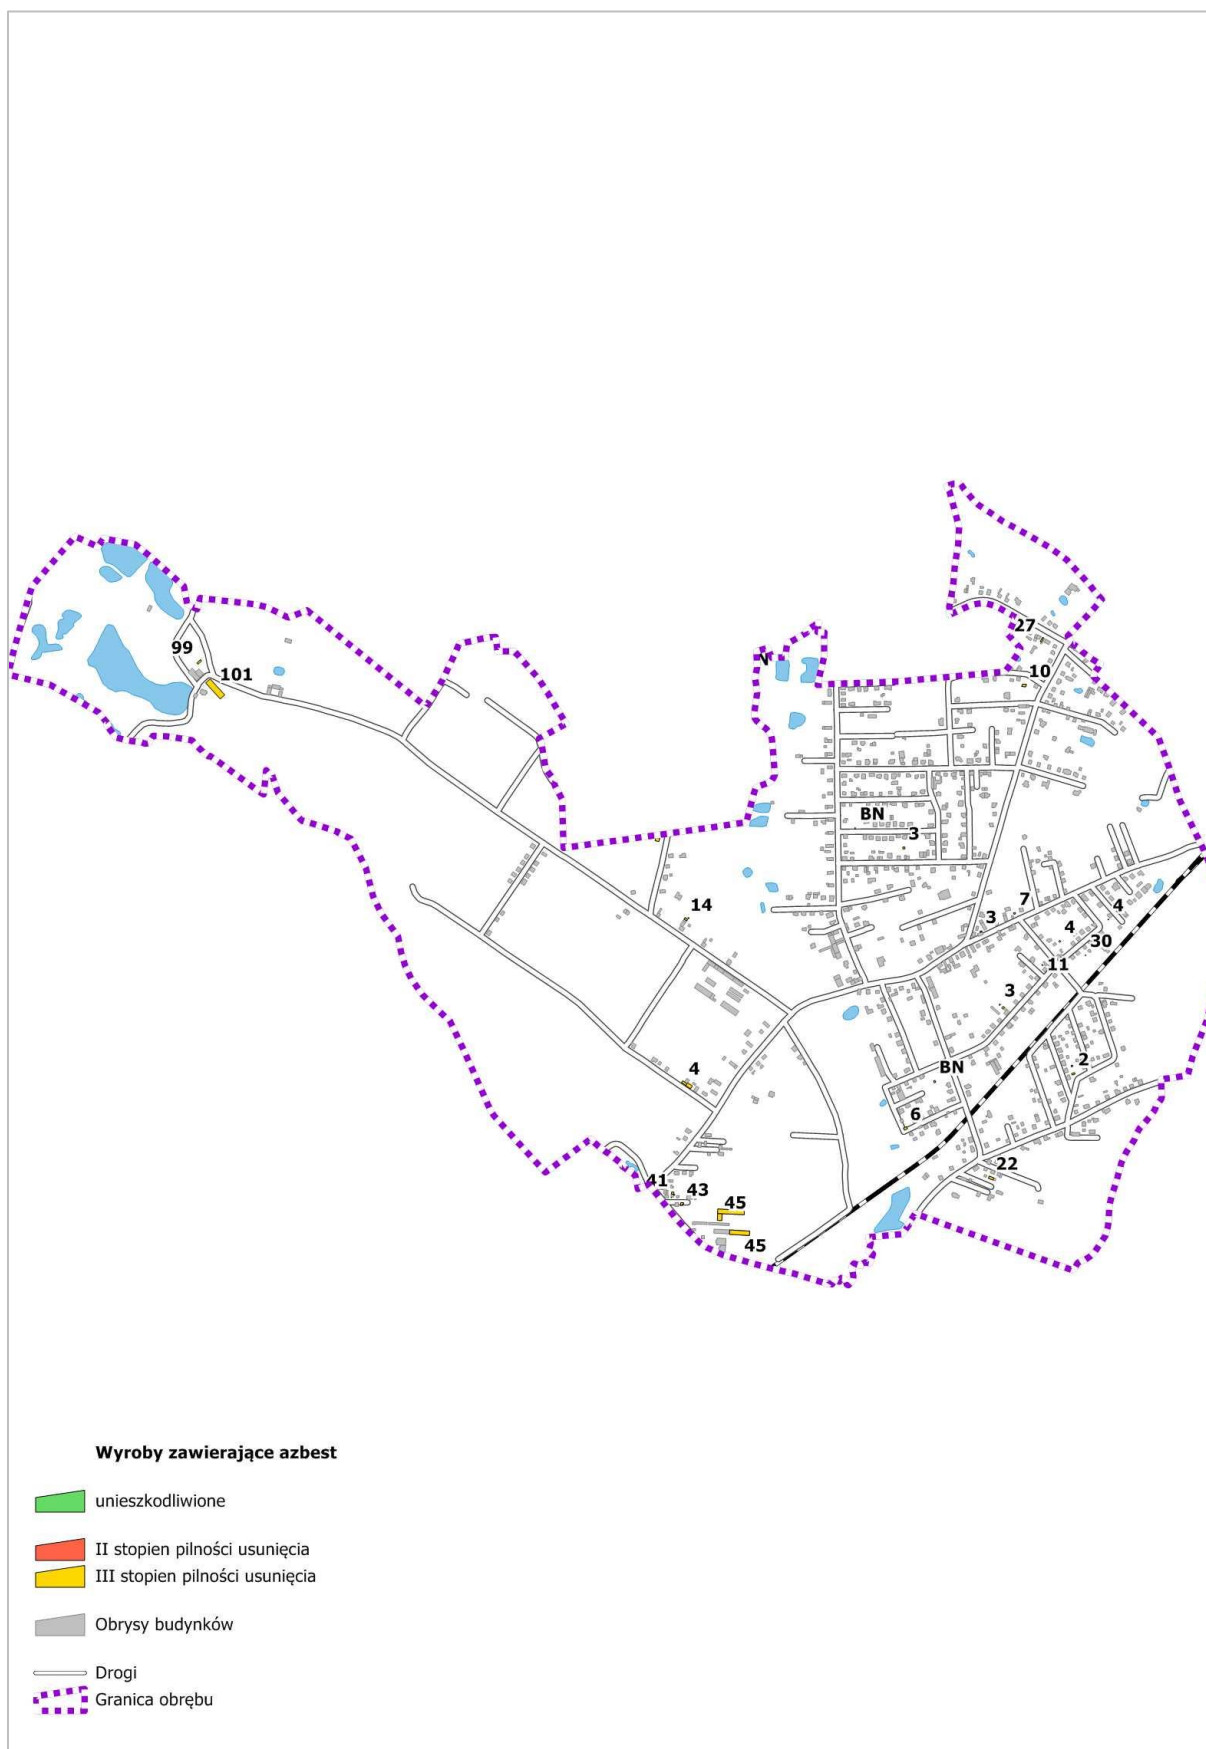 27
99
N
10
101
BN
3
14
7
4
3
4
30
11
3
2
4
BN
6
22
41
43
45
45
Wyroby zawierające azbest
unieszkodliwione
II stopien pilności usunięcia
III stopien pilności usunięcia
Obrysy budynków
Drogi
Granica obrębu